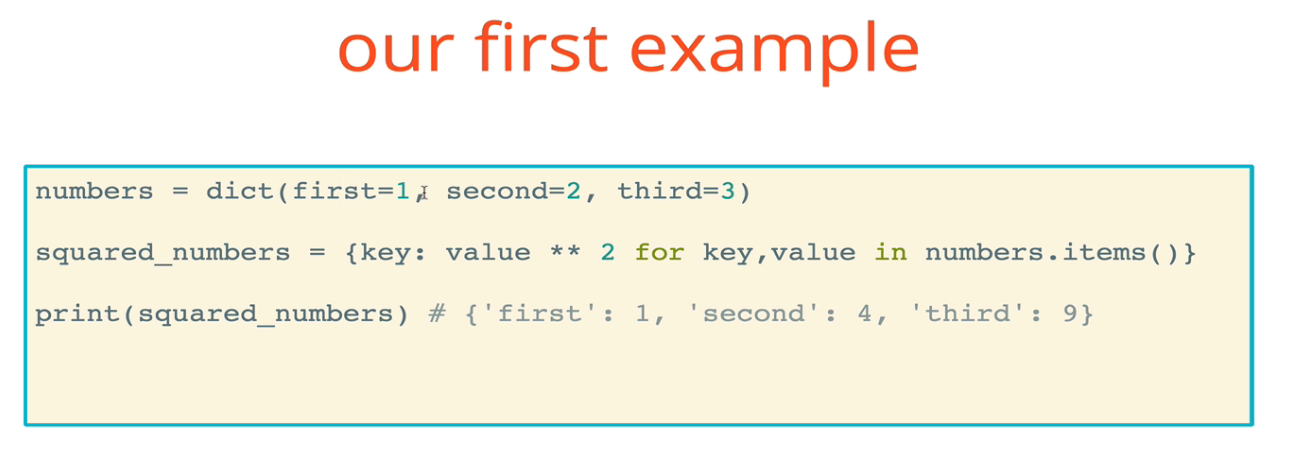 our first example
numbers = dict(first=1, second=2, third=3)
squared_numbers = {key: value ** 2 for key,value in numbers.items()}
print(squared_numbers) # {'first': 1, 'second': 4, 'third': 9}